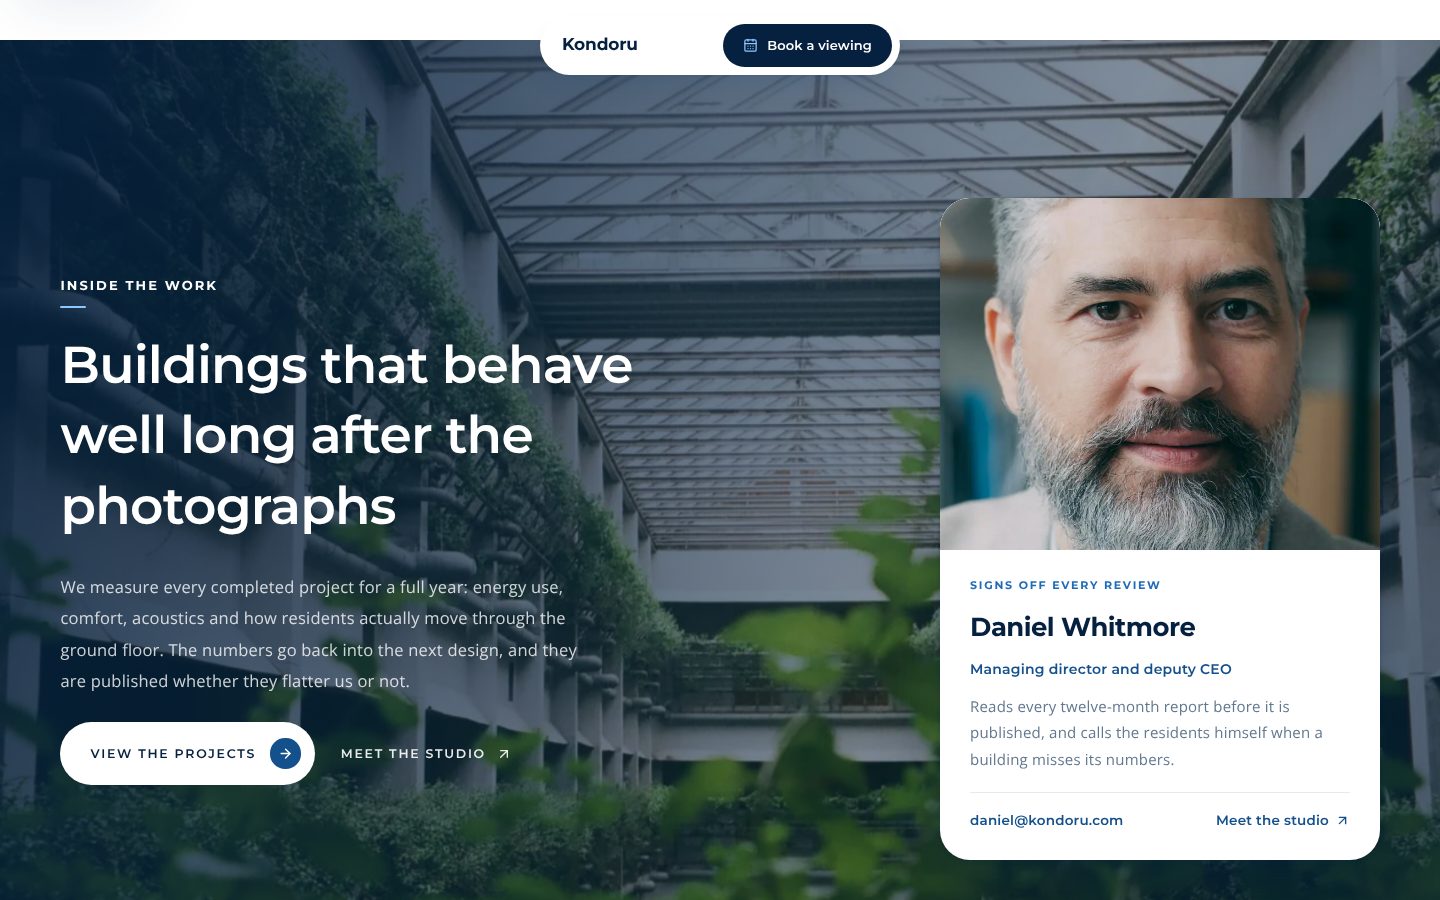 Kondoru
Book a viewing
INSIDE THE WORK
Buildings that behave
well long after the
photographs
We measure every completed project for a full year: energy use,
comfort, acoustics and how residents actually move through the
ground floor. The numbers go back into the next design, and they
are published whether they flatter us or not.
VIEW THE PROJECTS
MEET THE STUDIO
SIGNS OFF EVERY REVIEW
Daniel Whitmore
Managing director and deputy CEO
Reads every twelve-month report before it is
published, and calls the residents himself when a
building misses its numbers.
daniel@kondoru.com
Meet the studio